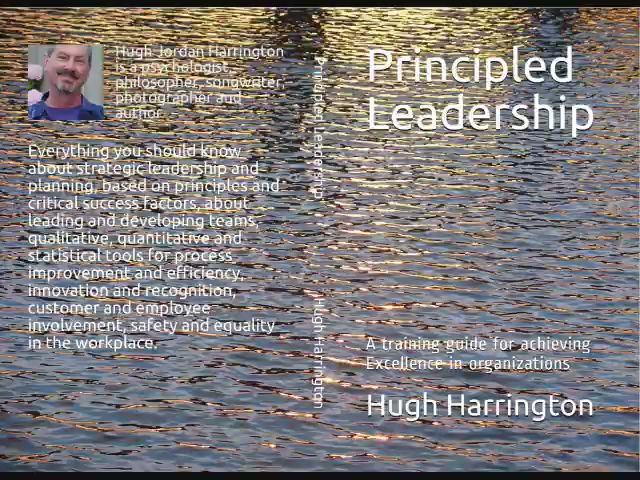 Hugh Jordan Harrington
is a psychologist,
philosopher, songwriter,
photographer and
author.
Everything you should know
about strategic leadership and
planning, based on principles and
critical success factors, about
leading and developing teams,
qualitative, quantitative and
statistical tools for process
improvement and efficiency,
innovation and recognition,
customer and employee
involvement, safety and equality
in the workplace.
Principled Leadership
Hugh Harrington
Principled
Leadership
A training guide for achieving
Excellence in organizations
Hugh Harrington